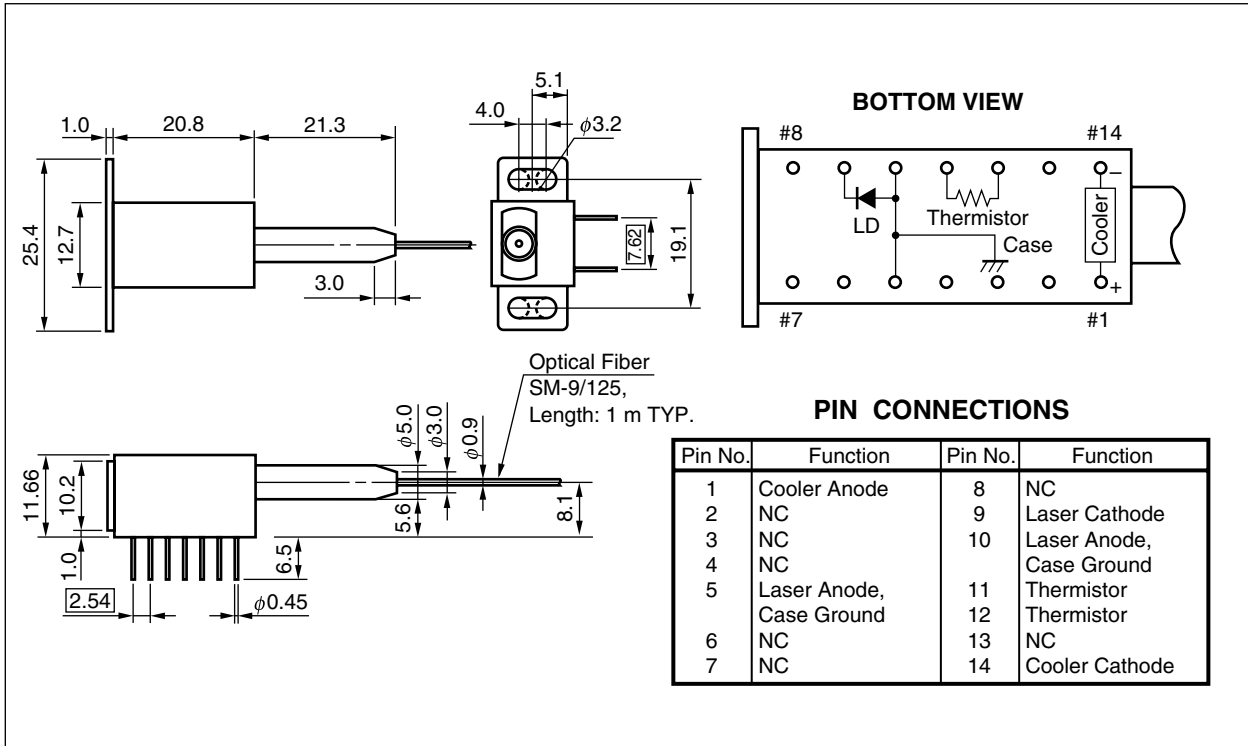 1.0
20.8
21.3
25.4
12.7
3.0
5.1
4.0
φ3.2
7.62
19.1
BOTTOM VIEW
#8
#14
LD
Thermistor
Case
Cooler
–
+
#7
#1
Optical Fiber
SM-9/125,
Length: 1 m TYP.
11.66
10.2
1.0
2.54
φ0.45
6.5
5.6
φ5.0
φ3.0
φ0.9
8.1
PIN CONNECTIONS
Pin No. Function Pin No. Function
1 Cooler Anode 8 NC
2 NC 9 Laser Cathode
3 NC 10 Laser Anode,
4 NC Case Ground
5 Laser Anode, 11 Thermistor
Case Ground 12 Thermistor
6 NC 13 NC
7 NC 14 Cooler Cathode